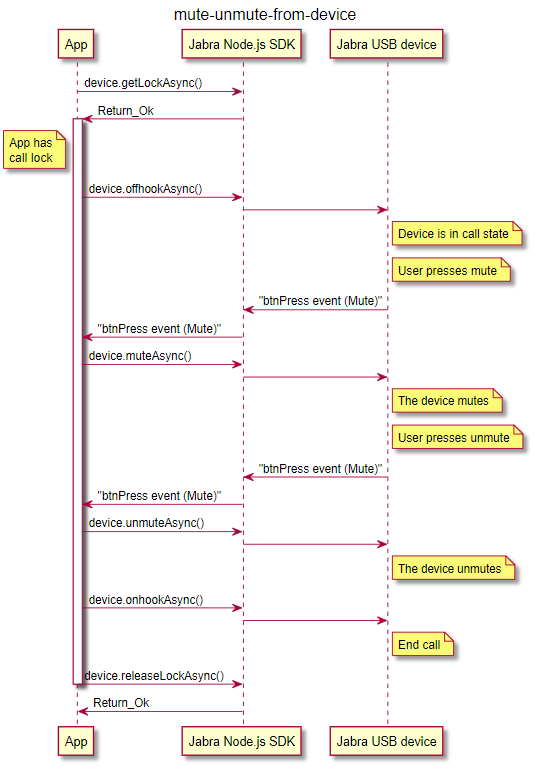 mute-unmute-from-device
App
Jabra Node.js SDK
Jabra USB device
device.getLockAsync()
Return_Ok
App has
call lock
device.offhookAsync()
Device is in call state
User presses mute
"btnPress event (Mute)"
"btnPress event (Mute)"
device.muteAsync()
The device mutes
User presses unmute
"btnPress event (Mute)"
"btnPress event (Mute)"
device.unmuteAsync()
The device unmutes
device.onhookAsync()
End call
device.releaseLockAsync()
Return_Ok
App
Jabra Node.js SDK
Jabra USB device